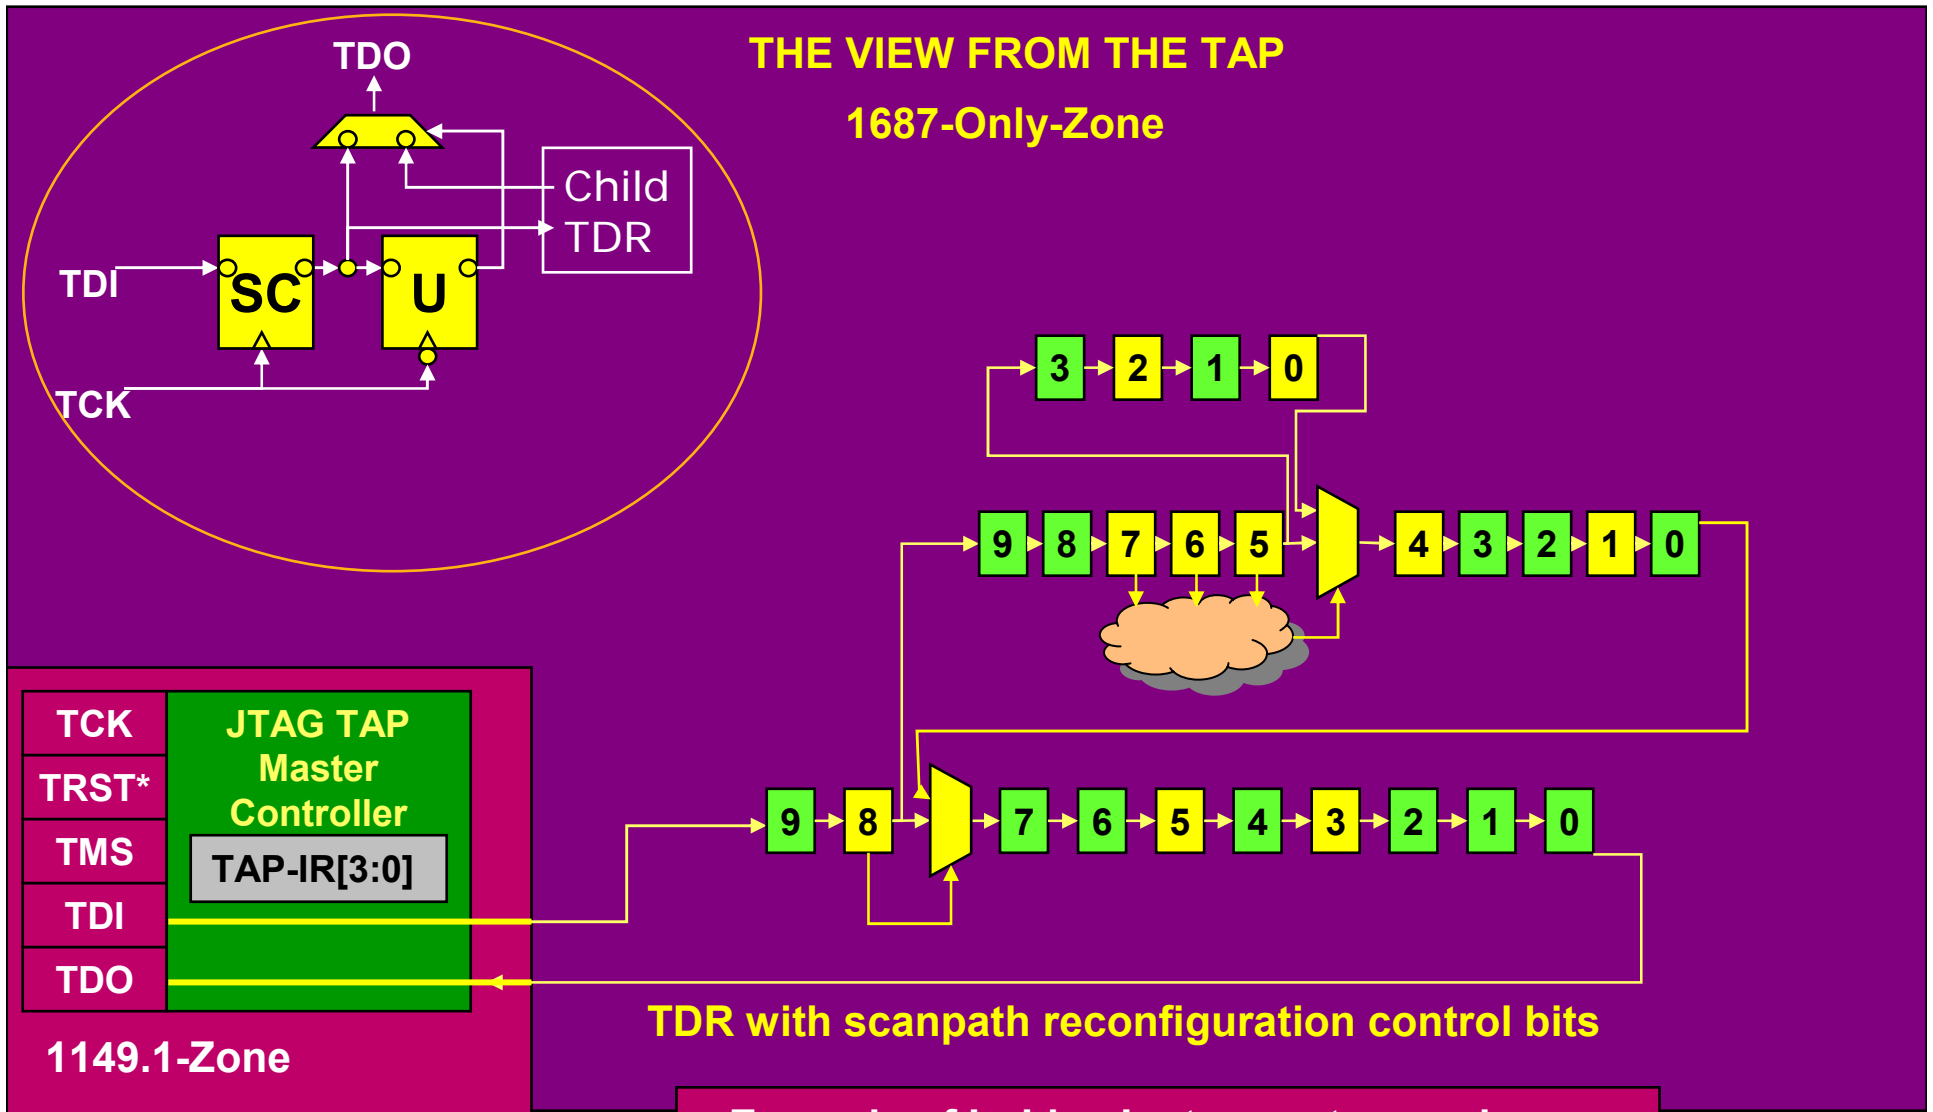 THE VIEW FROM THE TAP
1687-Only-Zone
TDO
Child
TDR
TDI
SC
U
TCK
3 2 1 0
9 8 7 6 5 4 3 2 1 0
9 8 7 6 5 4 3 2 1 0
TCK
TRST*
TMS
TDI
TDO
JTAG TAP
Master
Controller
TAP-IR[3:0]
TDR with scanpath reconfiguration control bits
1149.1-Zone